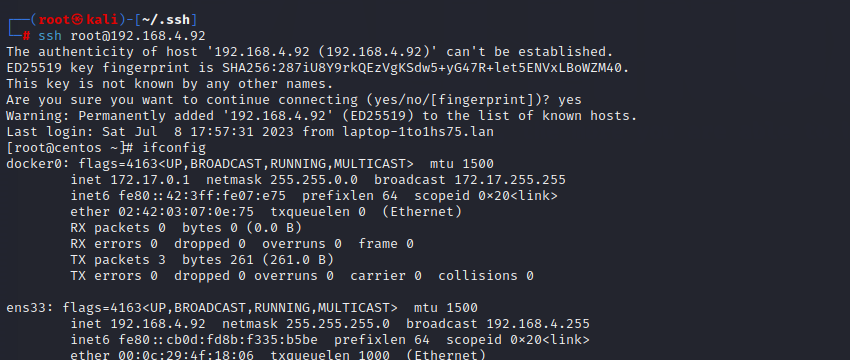 ┌──(root㉿kali)-[~/.ssh]
└─# ssh root@192.168.4.92
The authenticity of host '192.168.4.92 (192.168.4.92)' can't be established.
ED25519 key fingerprint is SHA256:287iU8Y9rkQEzVgKSdw5+yG47R+let5ENVxLBoWZM40.
This key is not known by any other names.
Are you sure you want to continue connecting (yes/no/[fingerprint])? yes
Warning: Permanently added '192.168.4.92' (ED25519) to the list of known hosts.
Last login: Sat Jul  8 17:57:31 2023 from laptop-1to1hs75.lan
[root@centos ~]# ifconfig
docker0: flags=4163<UP,BROADCAST,RUNNING,MULTICAST>  mtu 1500
        inet 172.17.0.1  netmask 255.255.0.0  broadcast 172.17.255.255
        inet6 fe80::42:3ff:fe07:e75  prefixlen 64  scopeid 0×20<link>
        ether 02:42:03:07:0e:75  txqueuelen 0  (Ethernet)
        RX packets 0  bytes 0 (0.0 B)
        RX errors 0  dropped 0  overruns 0  frame 0
        TX packets 3  bytes 261 (261.0 B)
        TX errors 0  dropped 0 overruns 0  carrier 0  collisions 0
ens33: flags=4163<UP,BROADCAST,RUNNING,MULTICAST>  mtu 1500
        inet 192.168.4.92  netmask 255.255.255.0  broadcast 192.168.4.255
        inet6 fe80::cb0d:fd8b:f335:b5be  prefixlen 64  scopeid 0×20<link>
        ether 00:0c:29:4f:18:06  txqueuelen 1000  (Ethernet)